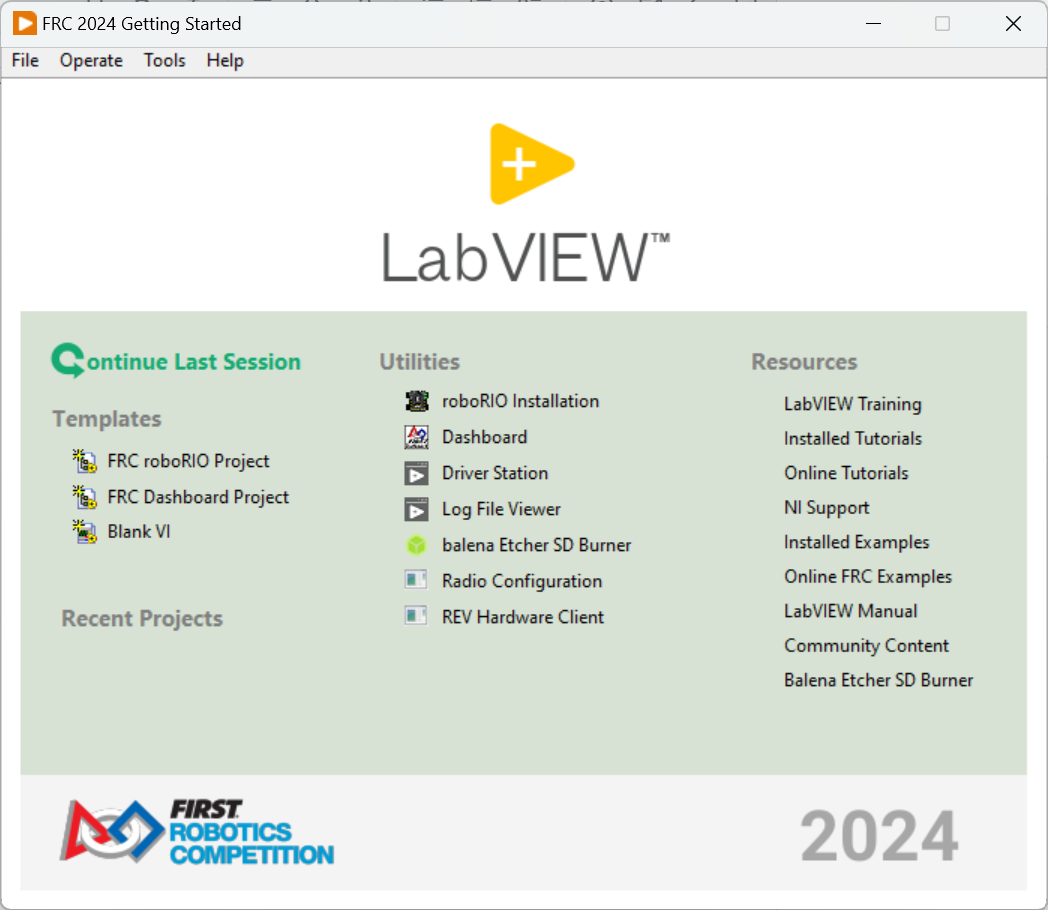 FRC 2024 Getting Started
File Operate Tools Help
LabVIEW™
Continue Last Session
Templates
FRC roboRIO Project
FRC Dashboard Project
Blank VI
Recent Projects
Utilities
roboRIO Installation
Dashboard
Driver Station
Log File Viewer
balena Etcher SD Burner
Radio Configuration
REV Hardware Client
Resources
LabVIEW Training
Installed Tutorials
Online Tutorials
NI Support
Installed Examples
Online FRC Examples
LabVIEW Manual
Community Content
Balena Etcher SD Burner
FIRST
ROBOTICS
COMPETITION
2024